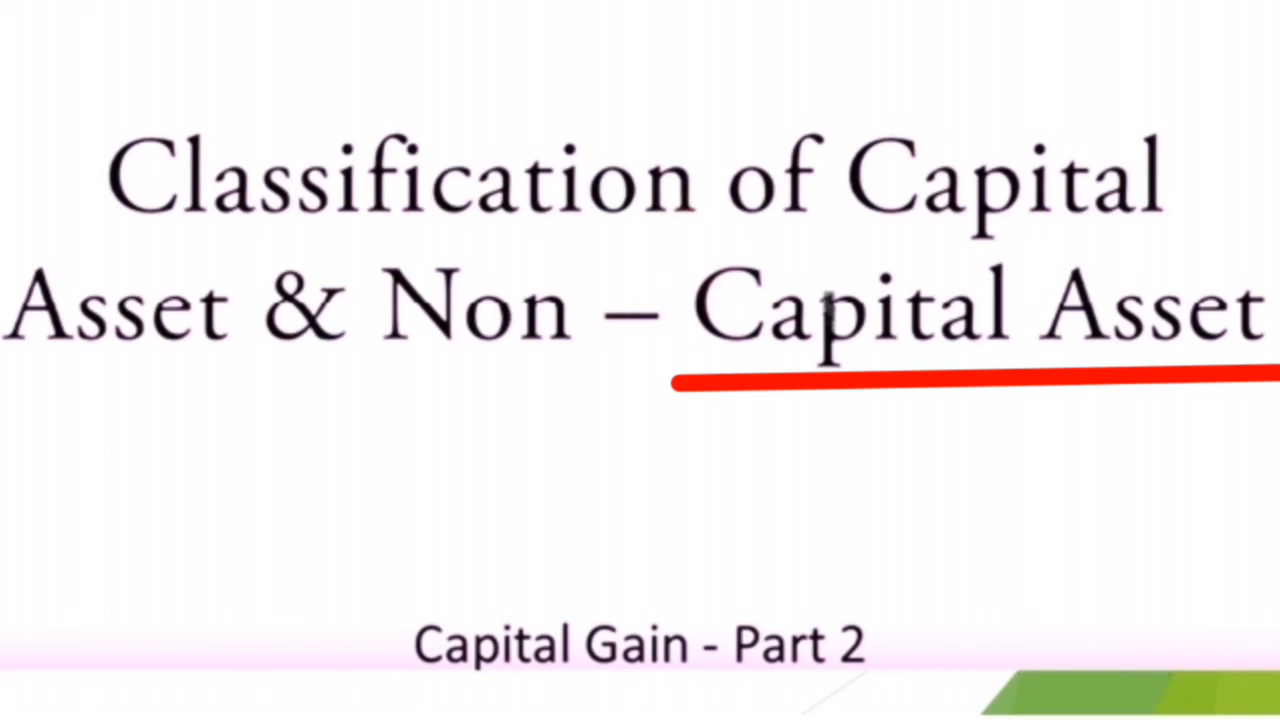 Classification of Capital
Asset & Non – Capital Asset
Capital Gain - Part 2